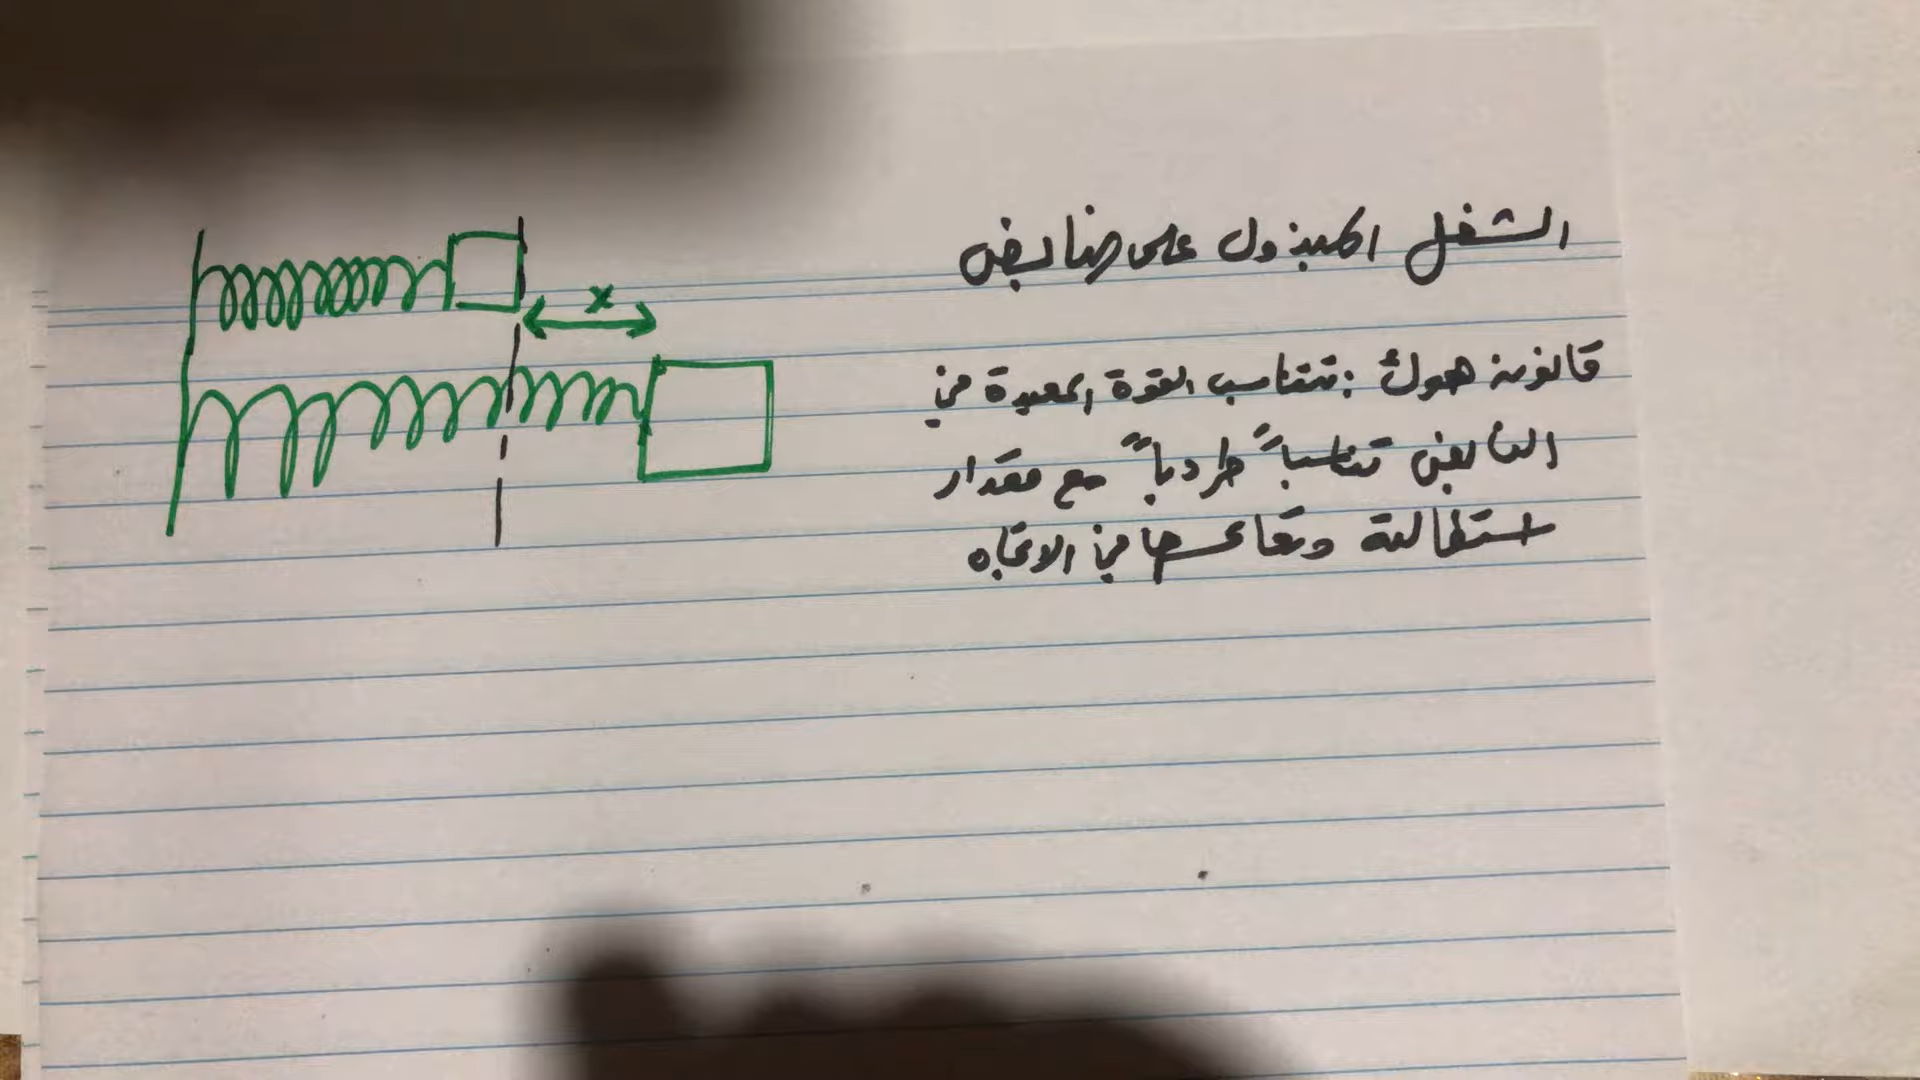 الشغل المبذول على نابض
x
قانون هوك : تتناسب القوة المعيدة في
النابض تناسباً طردياً مع مقدار
استطالته وتعاكسها في الاتجاه